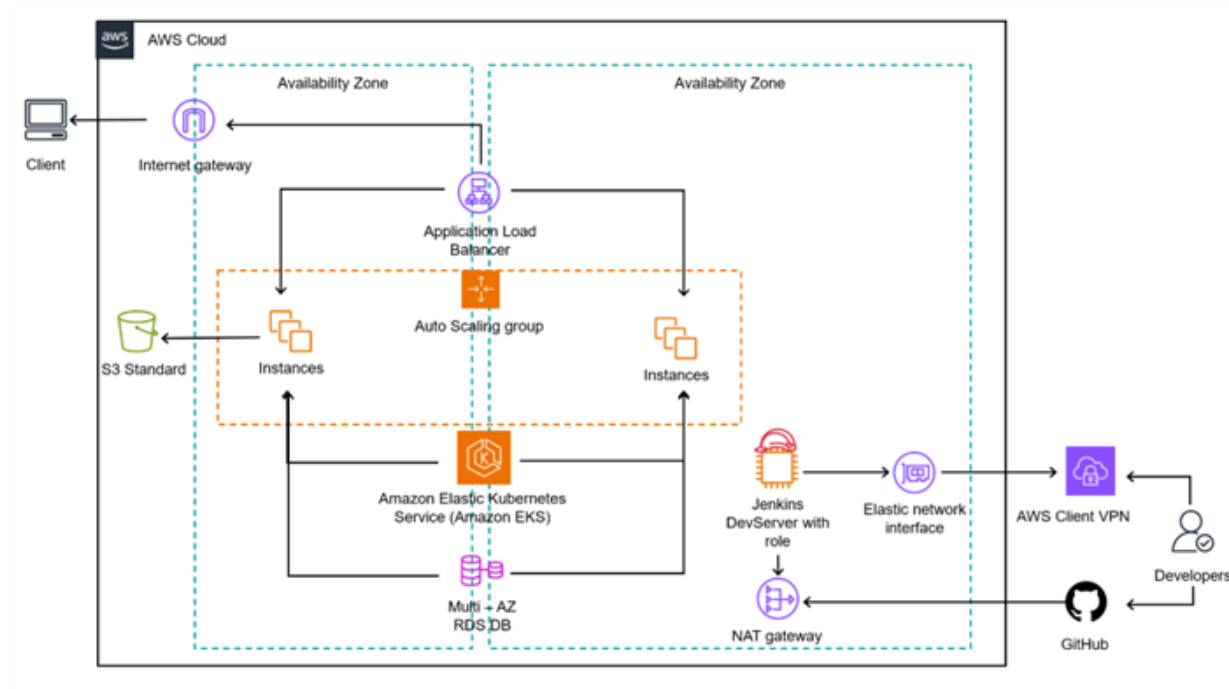 aws
AWS Cloud
Availability Zone
Availability Zone
Client
Internet gateway
Application Load
Balancer
Auto Scaling group
S3 Standard
Instances
Instances
Amazon Elastic Kubernetes
Service (Amazon EKS)
Jenkins
DevServer with
role
Elastic network
interface
AWS Client VPN
Developers
Multi – AZ
RDS DB
NAT gateway
GitHub